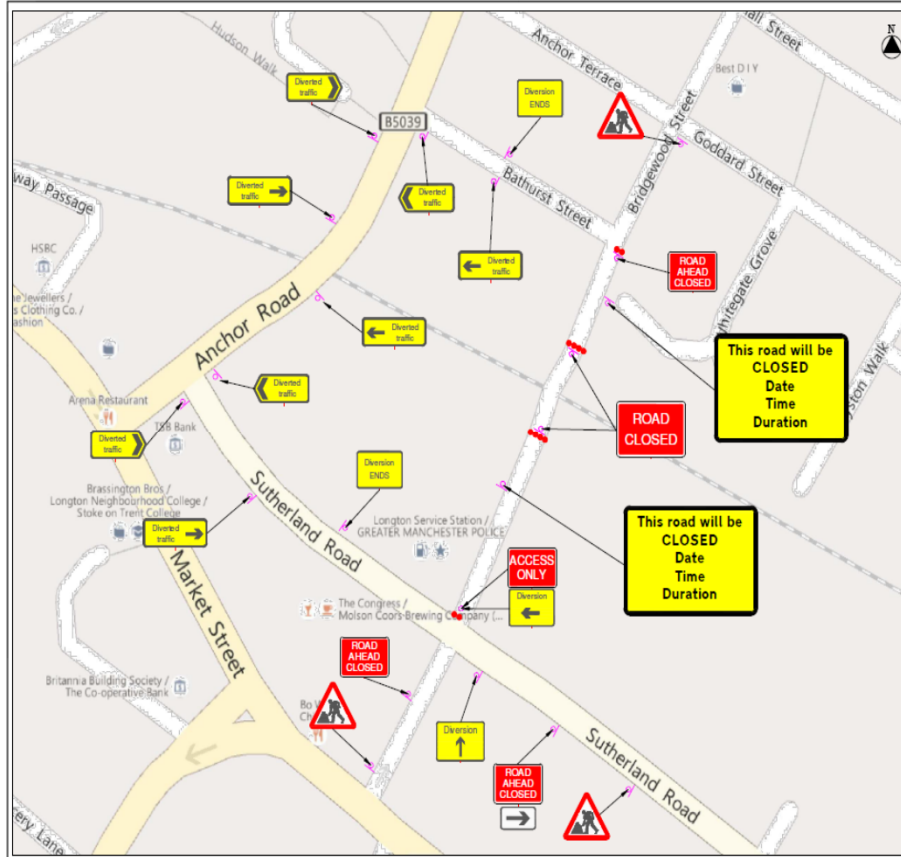 Hudson Walk
Anchor Terrace
Street
N
Best D I Y
Diverted
traffic
Diversion
ENDS
B5039
Goddard Street
Bridgewood Street
Bathurst Street
way Passage
Diverted
traffic
Diverted
traffic
HSBC
Diverted
traffic
ROAD
AHEAD
CLOSED
Whitegate Grove
e Jewellers /
s Clothing Co. /
ashion
Anchor Road
Diverted
traffic
This road will be
CLOSED
Date
Time
Duration
Diverted
traffic
Arena Restaurant
Diverted
traffic
TSB Bank
ROAD
CLOSED
yston Walk
Diversion
ENDS
Brassington Bros /
Longton Neighbourhood College /
Stoke on Trent College
Sutherland Road
Longton Service Station /
GREATER MANCHESTER POLICE
Diverted
traffic
This road will be
CLOSED
Date
Time
Duration
Market Street
ACCESS
ONLY
Diversion
The Congress /
Molson Coors Brewing Company (...
ROAD
AHEAD
CLOSED
Britannia Building Society /
The Co-operative Bank
Bo
Ch
Diversion
Sutherland Road
ROAD
AHEAD
CLOSED
ery Lane